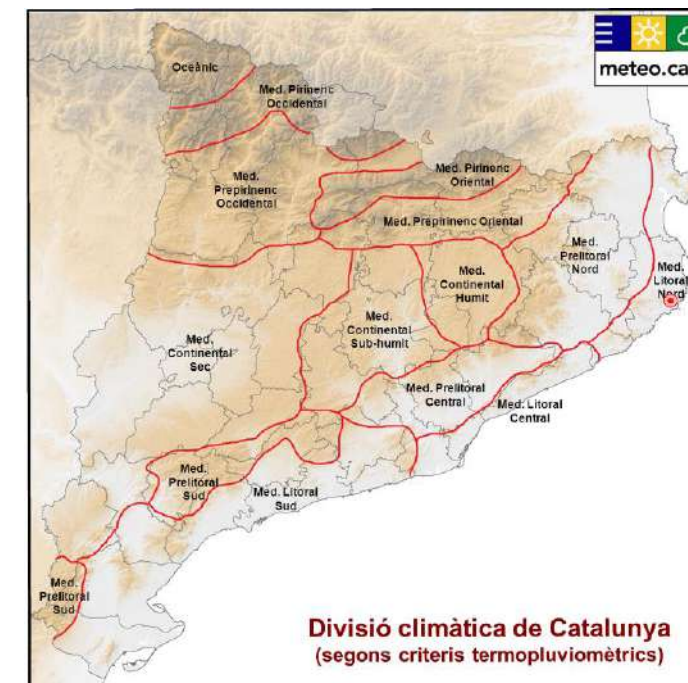 meteo.ca
Oceànic
Med. Pirinenc
Occidental
Med.
Prepirinenc
Occidental
Med. Pirinenc
Oriental
Med. Prepirinenc Oriental
Med.
Prelitoral
Nord
Med.
Litoral
Nord
Med.
Continental
Humit
Med.
Continental
Sub-humit
Med.
Continental
Sec
Med. Prelitoral
Central
Med. Litoral
Central
Med.
Prelitoral
Sud
Med. Litoral
Sud
Med.
Prelitoral
Sud
Divisió climàtica de Catalunya
(segons criteris termopluviomètrics)